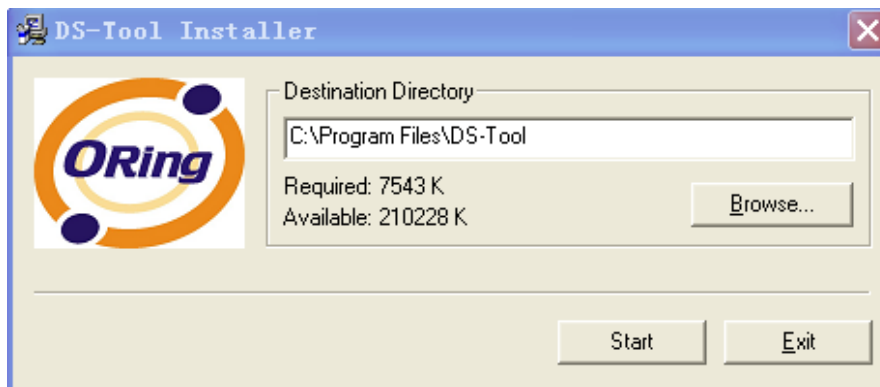 DS-Tool Installer
ORing
Destination Directory
C:\Program Files\DS-Tool
Required: 7543 K
Available: 210228 K
Browse...
Start
Exit